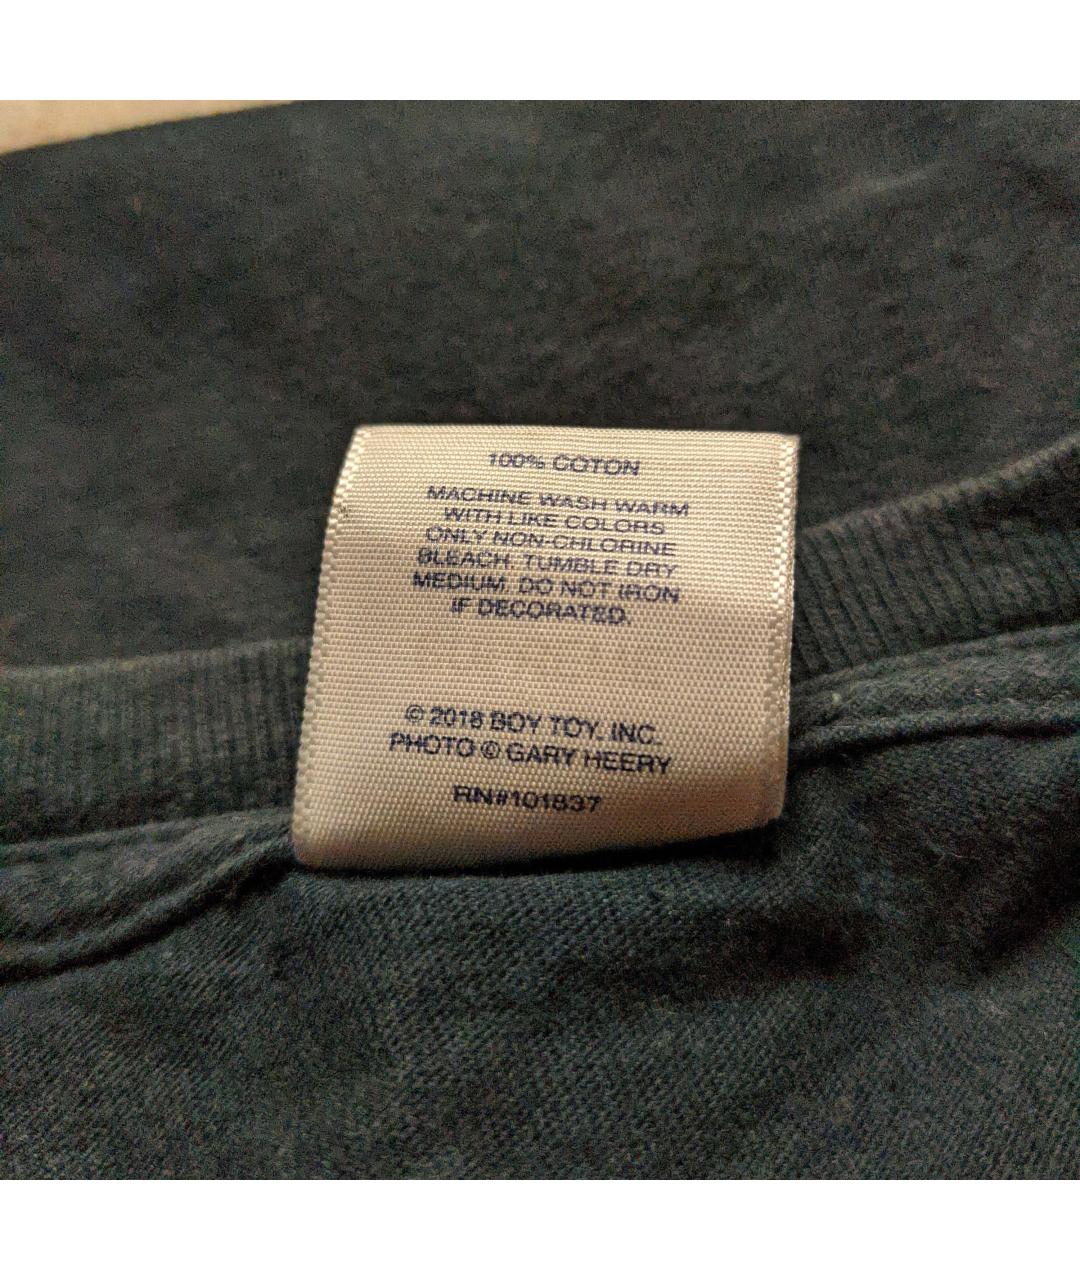 100% COTON
MACHINE WASH WARM
WITH LIKE COLORS
ONLY NON-CHLORINE
BLEACH. TUMBLE DRY
MEDIUM. DO NOT IRON
IF DECORATED.
© 2018 BOY TOY, INC.
PHOTO © GARY HEERY
RN#101837